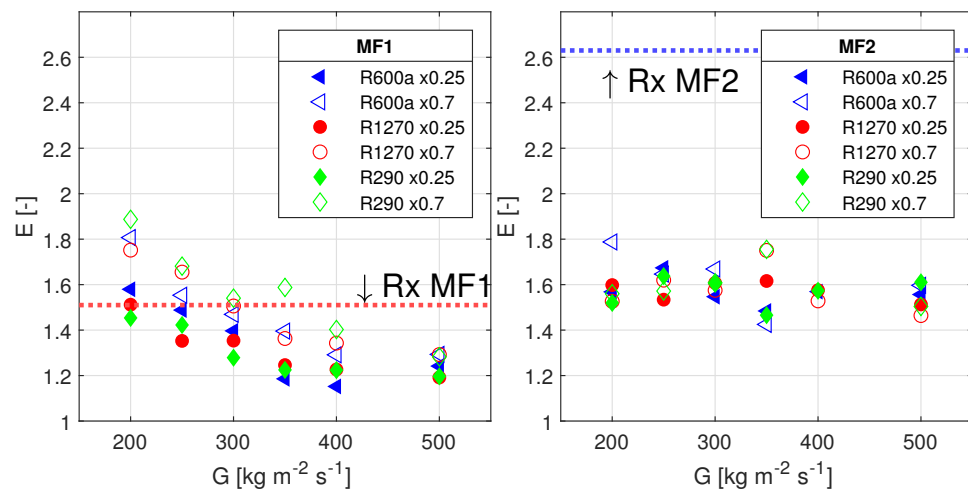 MF1
R600a x0.25
R600a x0.7
R1270 x0.25
R1270 x0.7
R290 x0.25
R290 x0.7
↓ Rx MF1
E [-]
2.6
2.4
2.2
2
1.8
1.6
1.4
1.2
1
200
300
400
500
G [kg m⁻² s⁻¹]
MF2
R600a x0.25
R600a x0.7
R1270 x0.25
R1270 x0.7
R290 x0.25
R290 x0.7
↑ Rx MF2
E [-]
2.6
2.4
2.2
2
1.8
1.6
1.4
1.2
1
200
300
400
500
G [kg m⁻² s⁻¹]